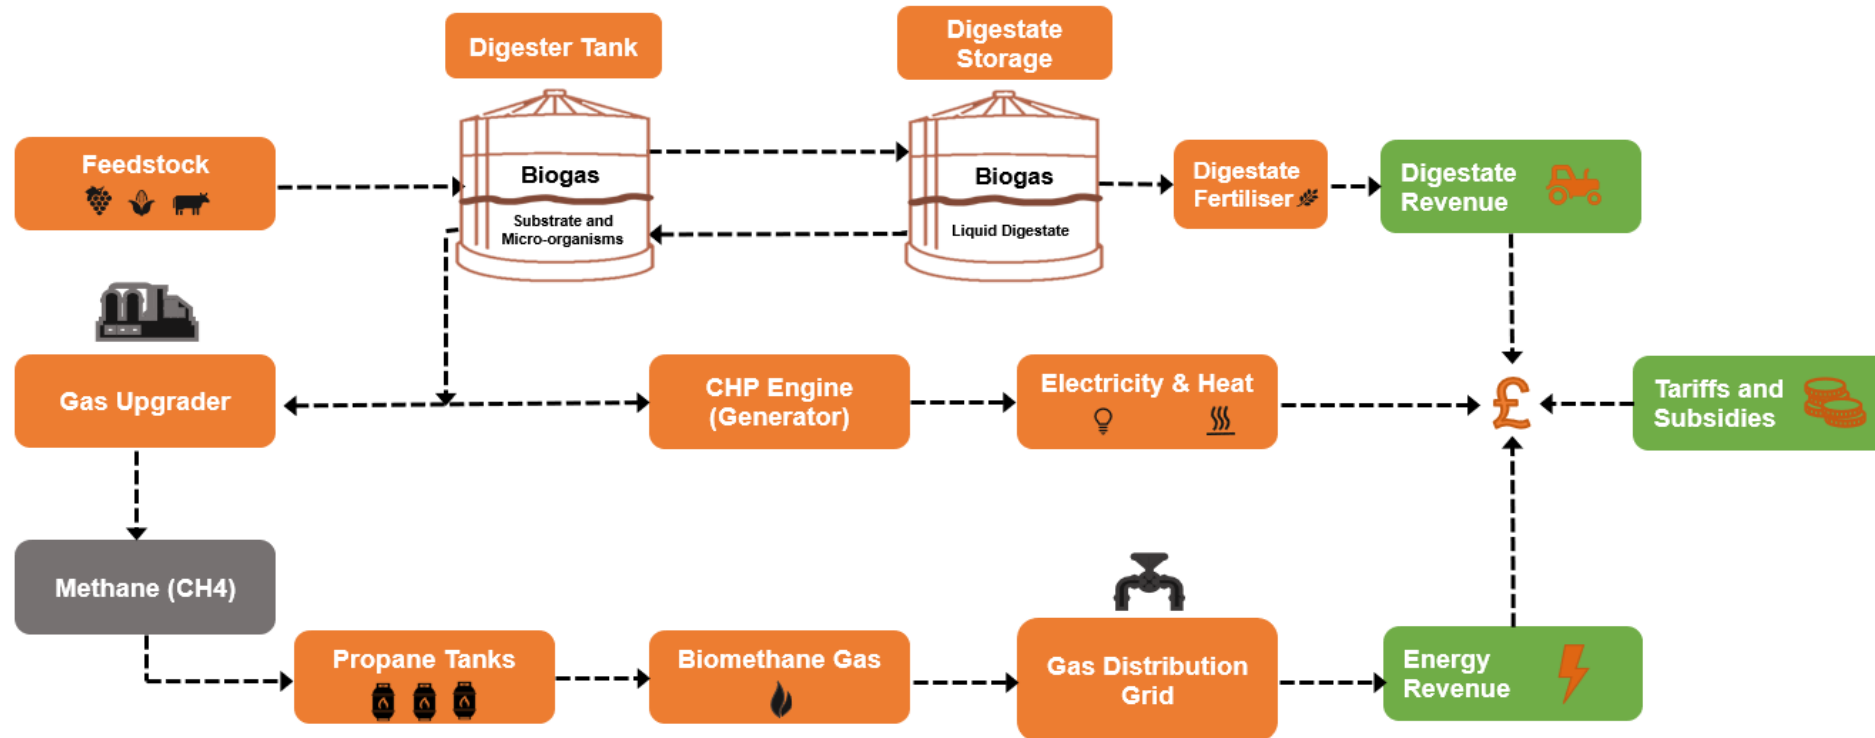 Digester Tank
Digestate
Storage
Feedstock
Biogas
Substrate and
Micro-organisms
Biogas
Liquid Digestate
Digestate
Fertiliser
Digestate
Revenue
Gas Upgrader
CHP Engine
(Generator)
Electricity & Heat
£
Tariffs and
Subsidies
Methane (CH4)
Propane Tanks
Biomethane Gas
Gas Distribution
Grid
Energy
Revenue